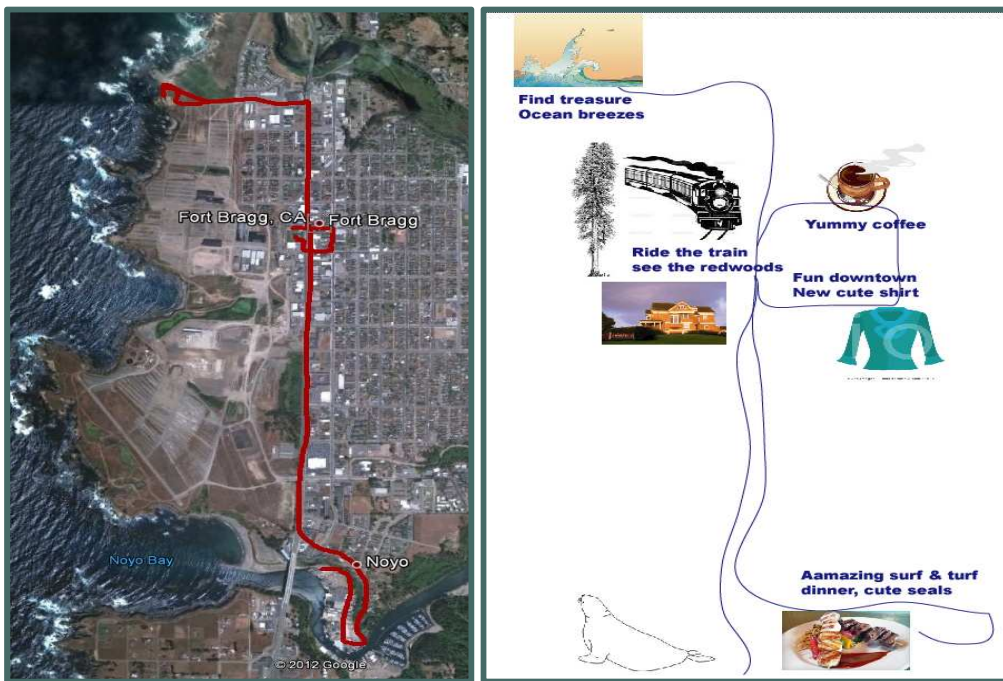 Fort Bragg, CA
Fort Bragg
Noyo Bay
Noyo
© 2012 Google
Find treasure
Ocean breezes
Yummy coffee
Ride the train
see the redwoods
Fun downtown
New cute shirt
Aamazing surf & turf
dinner, cute seals